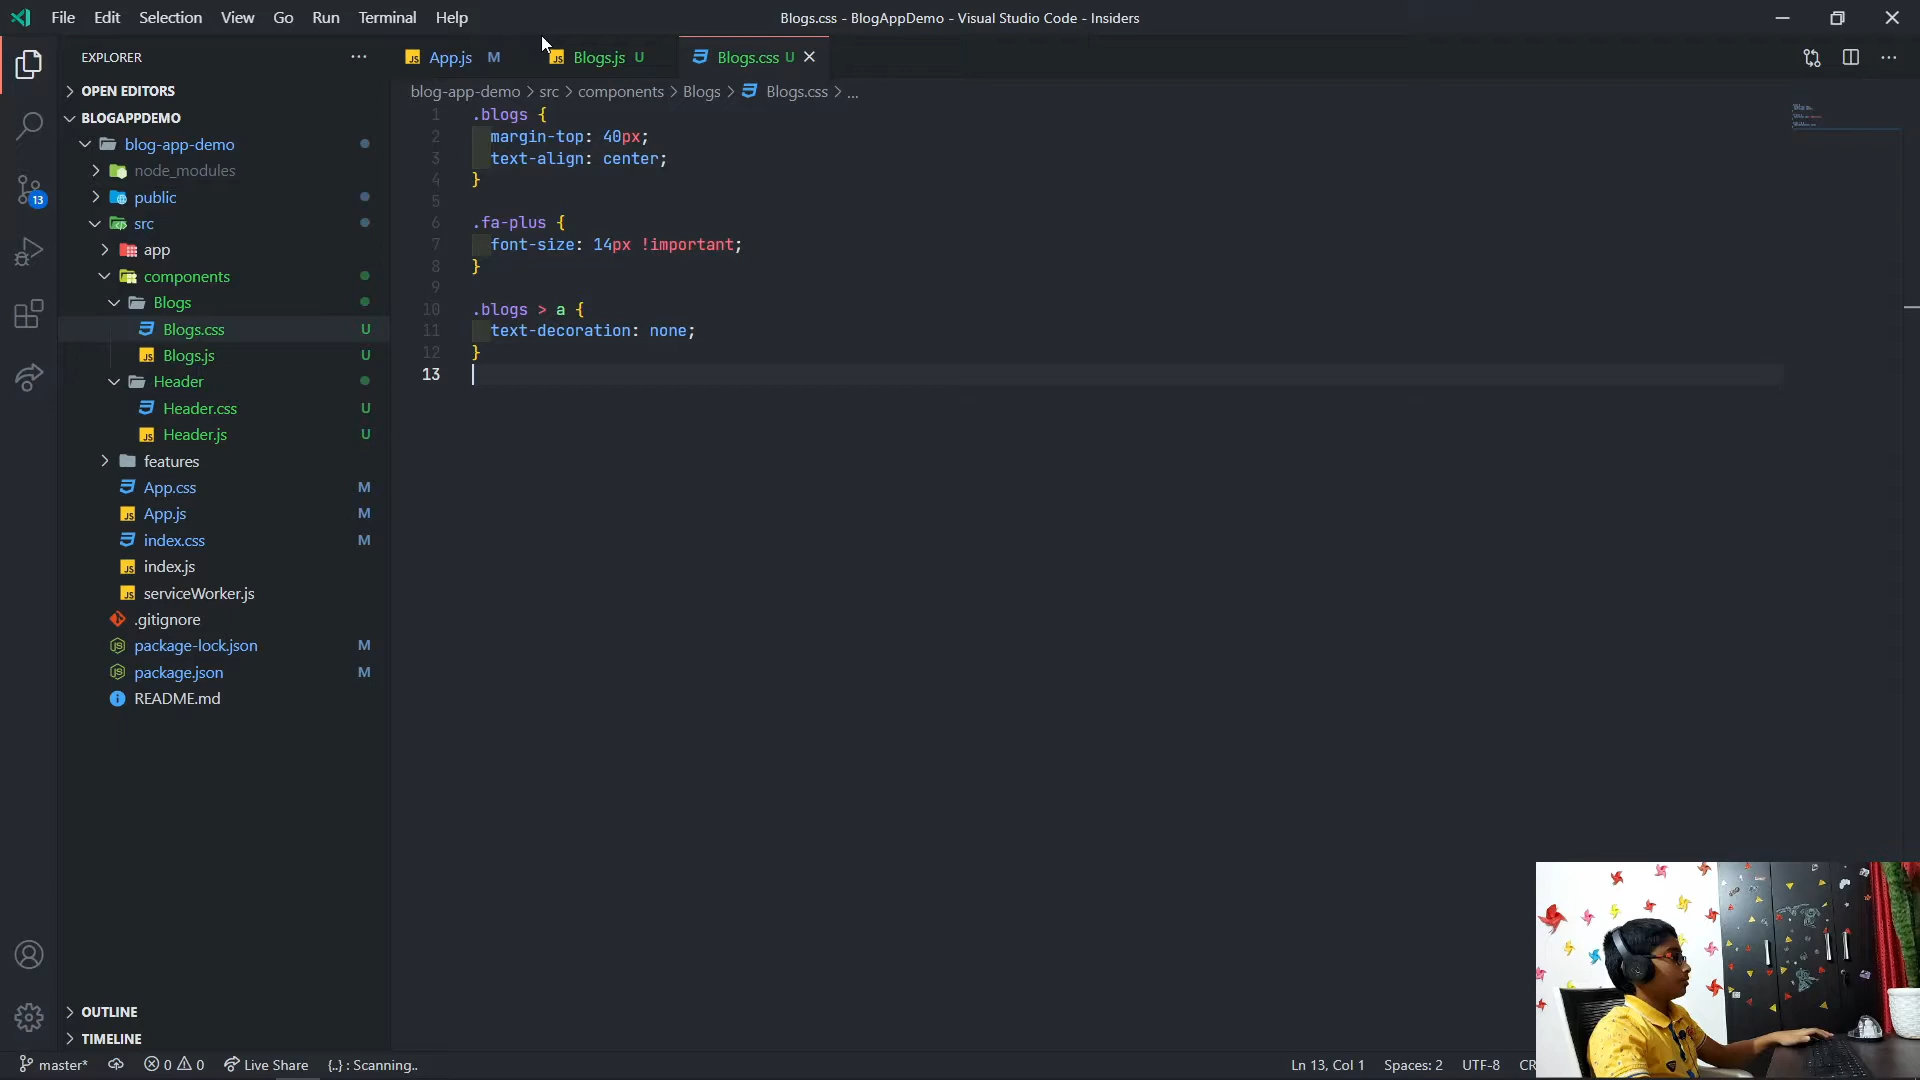 File Edit Selection View Go Run Terminal Help
Blogs.css - BlogAppDemo - Visual Studio Code - Insiders
EXPLORER
OPEN EDITORS
BLOGAPPDEMO
blog-app-demo
node_modules
public
src
app
components
Blogs
Blogs.css U
Blogs.js U
Header
Header.css U
Header.js U
features
App.css M
App.js M
index.css M
index.js
serviceWorker.js
.gitignore
package-lock.json M
package.json M
README.md
OUTLINE
TIMELINE
13
App.js M Blogs.js U Blogs.css U
blog-app-demo > src > components > Blogs > Blogs.css > ...
1 .blogs {
2 margin-top: 40px;
3 text-align: center;
4 }
5
6 .fa-plus {
7 font-size: 14px !important;
8 }
9
10 .blogs > a {
11 text-decoration: none;
12 }
13
master* 0 0 Live Share {..} : Scanning..
Ln 13, Col 1 Spaces: 2 UTF-8 CR